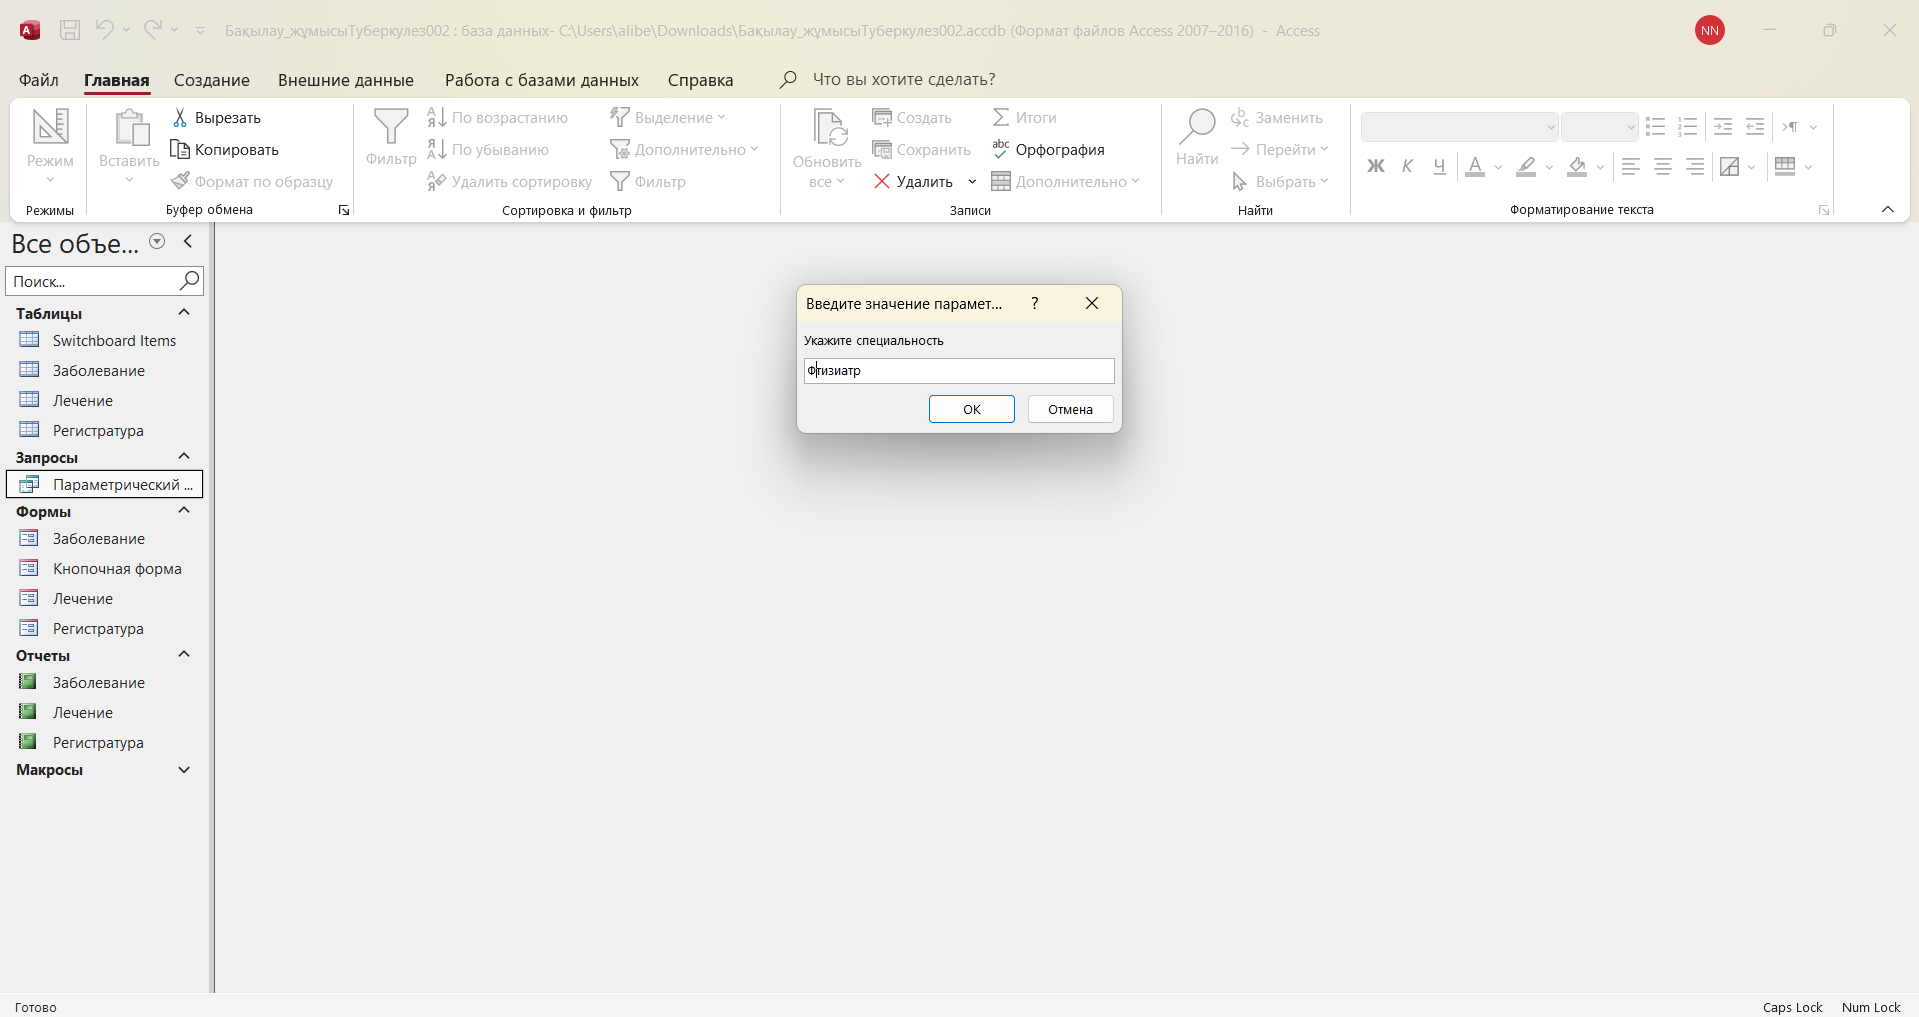 Бақылау_жұмысыТуберкулез002 : база данных- C:\Users\alibe\Downloads\Бақылау_жұмысыТуберкулез002.accdb (Формат файлов Access 2007–2016) - Access
NN
Файл Главная Создание Внешние данные Работа с базами данных Справка Что вы хотите сделать?
Режим
Режимы
Вставить
Вырезать
Копировать
Формат по образцу
Буфер обмена
Фильтр
По возрастанию
По убыванию
Удалить сортировку
Выделение
Дополнительно
Фильтр
Сортировка и фильтр
Обновить
все
Создать
Сохранить
Удалить
Итоги
Орфография
Дополнительно
Записи
Найти
Заменить
Перейти
Выбрать
Найти
Ж К Ч А
Форматирование текста
Все объе...
Поиск...
Таблицы
Switchboard Items
Заболевание
Лечение
Регистратура
Запросы
Параметрический ...
Формы
Заболевание
Кнопочная форма
Лечение
Регистратура
Отчеты
Заболевание
Лечение
Регистратура
Макросы
Введите значение парамет... ?
Укажите специальность
Фтизиатр
ОК Отмена
Готово
Caps Lock Num Lock